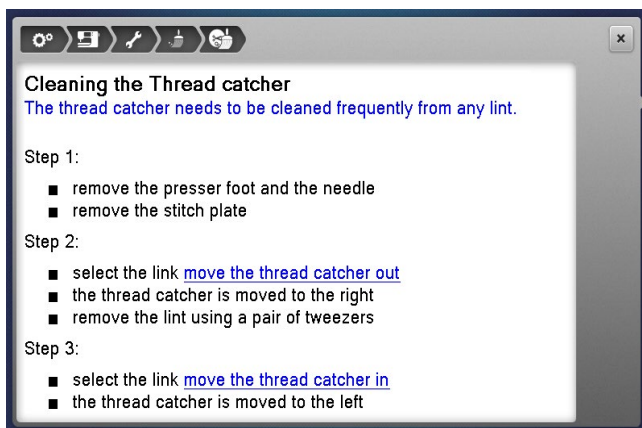 Cleaning the Thread catcher
The thread catcher needs to be cleaned frequently from any lint.
Step 1:
■ remove the presser foot and the needle
■ remove the stitch plate
Step 2:
■ select the link move the thread catcher out
■ the thread catcher is moved to the right
■ remove the lint using a pair of tweezers
Step 3:
■ select the link move the thread catcher in
■ the thread catcher is moved to the left